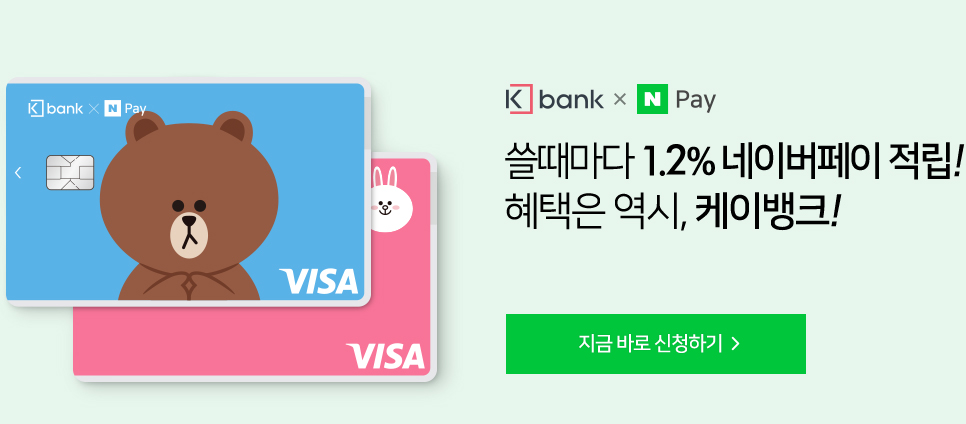 K bank × N Pay
VISA
VISA
K bank × N Pay
쓸때마다 1.2% 네이버페이 적립!
혜택은 역시, 케이뱅크!
지금 바로 신청하기 >